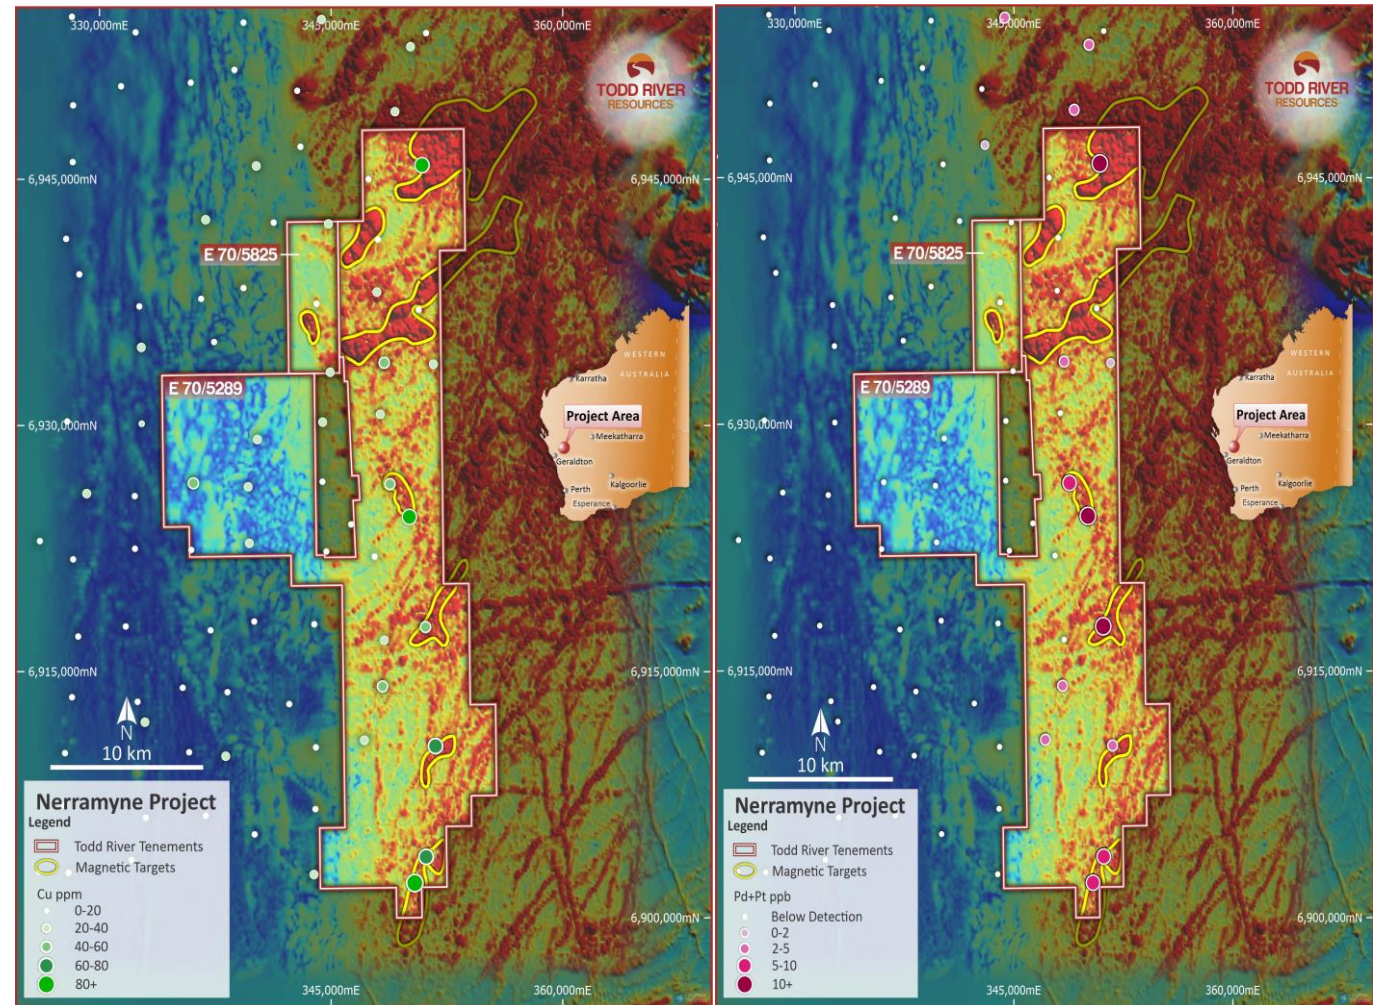 330,000mE
345,000mE
360,000mE
TODD RIVER
RESOURCES
6,945,000mN
6,945,000mN
E 70/5825
E 70/5289
WESTERN
AUSTRALIA
Karratha
Project Area
Meekatharra
Geraldton
Kalgoorlie
Perth
Esperance
6,930,000mN
6,915,000mN
6,915,000mN
N
10 km
Nerramyne Project
Legend
Todd River Tenements
Magnetic Targets
Cu ppm
0-20
20-40
40-60
60-80
80+
6,900,000mN
345,000mE
360,000mE
330,000mE
345,000mE
360,000mE
TODD RIVER
RESOURCES
6,945,000mN
6,945,000mN
E 70/5825
E 70/5289
WESTERN
AUSTRALIA
Karratha
Project Area
Meekatharra
Geraldton
Kalgoorlie
Perth
Esperance
6,930,000mN
6,915,000mN
6,915,000mN
N
10 km
Nerramyne Project
Legend
Todd River Tenements
Magnetic Targets
Pd+Pt ppb
Below Detection
0-2
2-5
5-10
10+
6,900,000mN
345,000mE
360,000mE